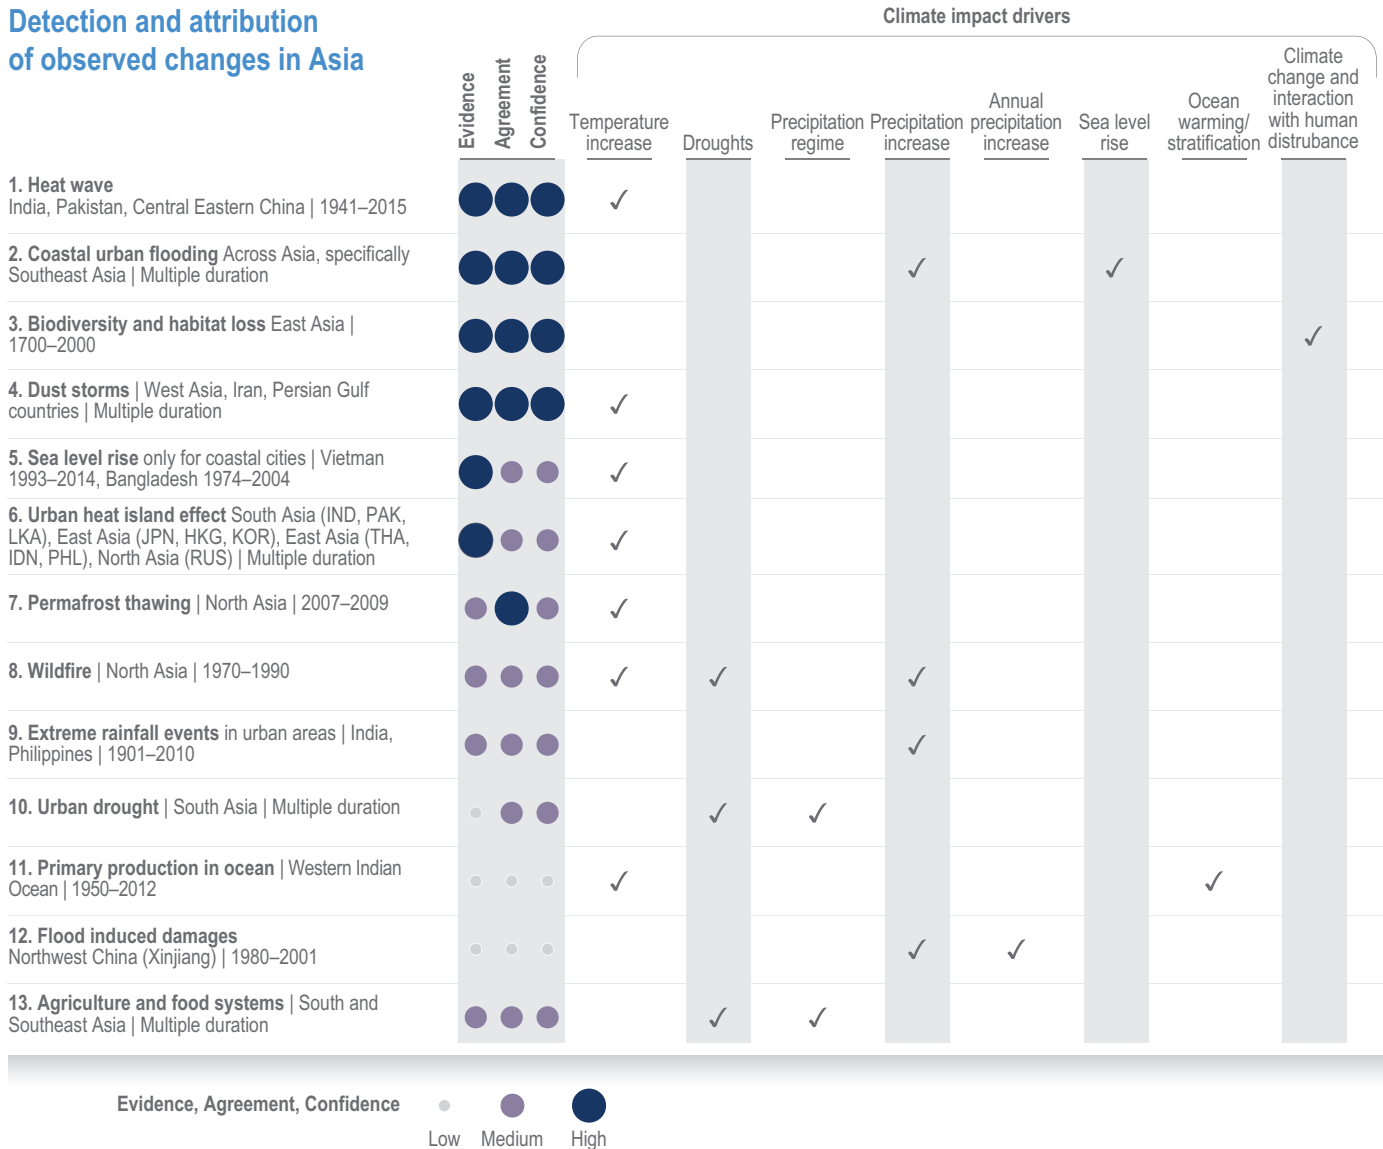 Detection and attribution
of observed changes in Asia
Climate impact drivers
Evidence
Agreement
Confidence
Temperature
increase
Droughts
Precipitation
regime
Precipitation
increase
Annual
precipitation
increase
Sea level
rise
Ocean
warming/
stratification
Climate
change and
interaction
with human
distrubance
1. Heat wave
India, Pakistan, Central Eastern China | 1941–2015
2. Coastal urban flooding Across Asia, specifically
Southeast Asia | Multiple duration
3. Biodiversity and habitat loss East Asia |
1700–2000
4. Dust storms | West Asia, Iran, Persian Gulf
countries | Multiple duration
5. Sea level rise only for coastal cities | Vietman
1993–2014, Bangladesh 1974–2004
6. Urban heat island effect South Asia (IND, PAK,
LKA), East Asia (JPN, HKG, KOR), East Asia (THA,
IDN, PHL), North Asia (RUS) | Multiple duration
7. Permafrost thawing | North Asia | 2007–2009
8. Wildfire | North Asia | 1970–1990
9. Extreme rainfall events in urban areas | India,
Philippines | 1901–2010
10. Urban drought | South Asia | Multiple duration
11. Primary production in ocean | Western Indian
Ocean | 1950–2012
12. Flood induced damages
Northwest China (Xinjiang) | 1980–2001
13. Agriculture and food systems | South and
Southeast Asia | Multiple duration
Evidence, Agreement, Confidence
Low Medium High